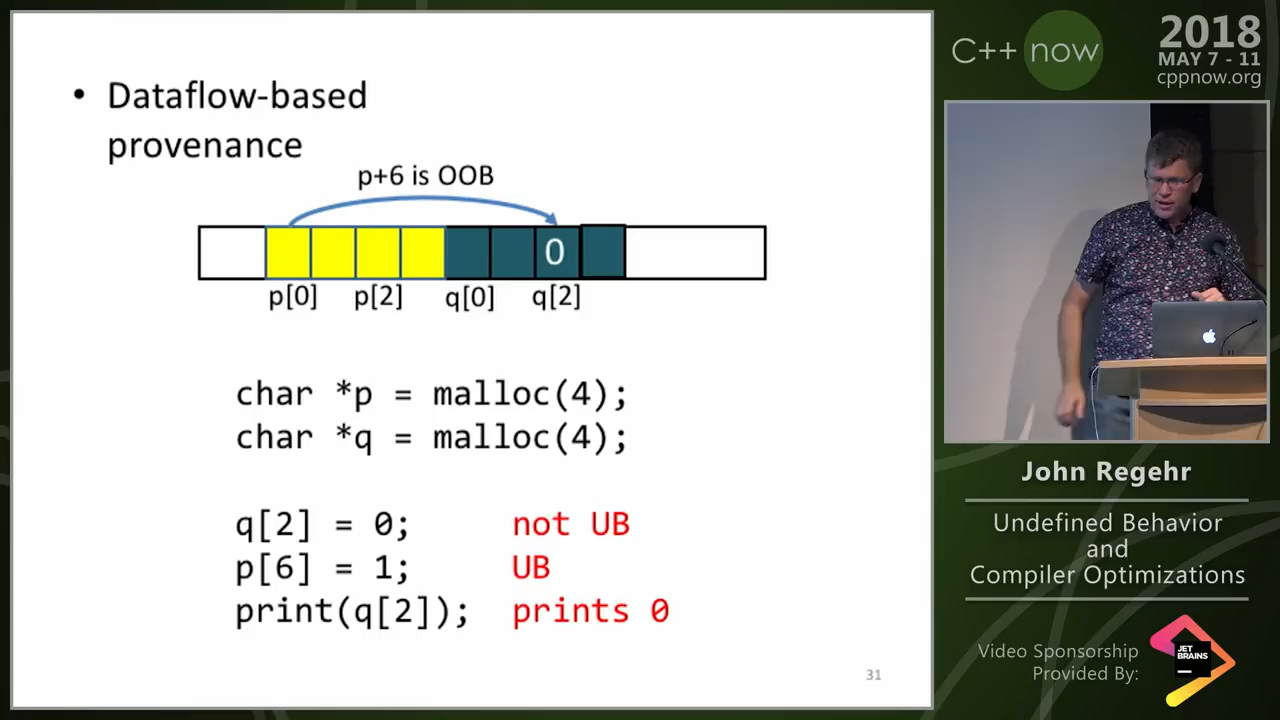 • Dataflow-based
provenance
p+6 is OOB
0
p[0] p[2] q[0] q[2]
char *p = malloc(4);
char *q = malloc(4);
q[2] = 0; not UB
p[6] = 1; UB
print(q[2]); prints 0
31
C++ now
2018
MAY 7 - 11
cppnow.org
John Regehr
Undefined Behavior
and
Compiler Optimizations
Video Sponsorship
Provided By:
JET
BRAINS